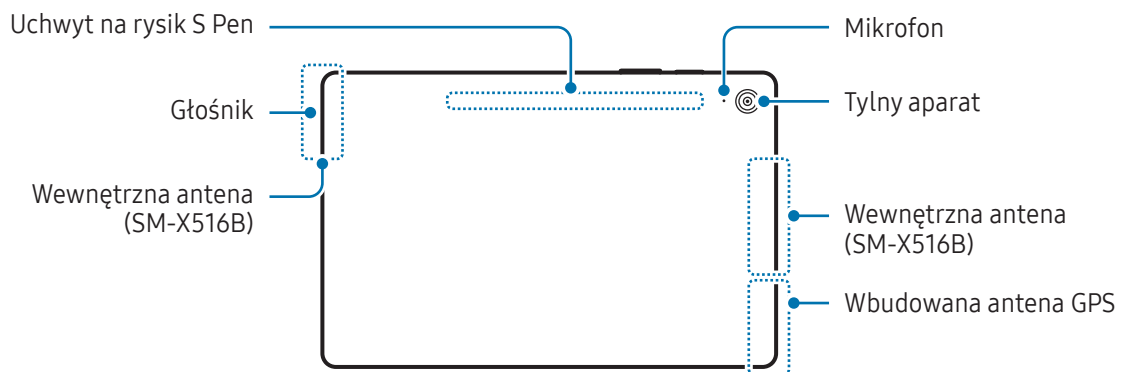 Uchwyt na rysik S Pen
Głośnik
Wewnętrzna antena
(SM-X516B)
Mikrofon
Tylny aparat
Wewnętrzna antena
(SM-X516B)
Wbudowana antena GPS